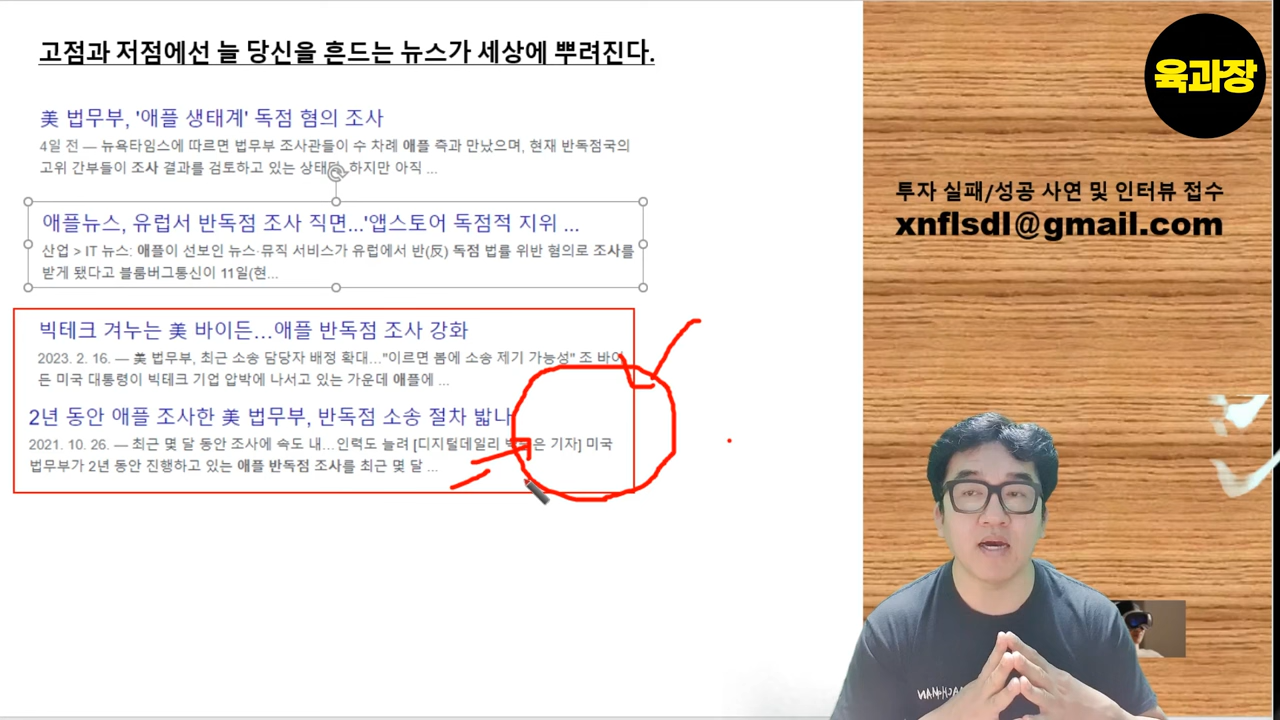 고점과 저점에선 늘 당신을 흔드는 뉴스가 세상에 뿌려진다.
육과장
美 법무부, '애플 생태계' 독점 혐의 조사
4일 전 — 뉴욕타임스에 따르면 법무부 조사관들이 수 차례 애플 측과 만났으며, 현재 반독점국의
고위 간부들이 조사 결과를 검토하고 있는 상태다. 하지만 아직 ...
투자 실패/성공 사연 및 인터뷰 접수
xnflsdl@gmail.com
애플뉴스, 유럽서 반독점 조사 직면...'앱스토어 독점적 지위 ...
산업 > IT 뉴스: 애플이 선보인 뉴스·뮤직 서비스가 유럽에서 반(反) 독점 법률 위반 혐의로 조사를
받게 됐다고 블룸버그통신이 11일(현...
빅테크 겨누는 美 바이든…애플 반독점 조사 강화
2023. 2. 16. — 美 법무부, 최근 소송 담당자 배정 확대…"이르면 봄에 소송 제기 가능성" 조 바이
든 미국 대통령이 빅테크 기업 압박에 나서고 있는 가운데 애플에 ...
2년 동안 애플 조사한 美 법무부, 반독점 소송 절차 밟나
2021. 10. 26. — 최근 몇 달 동안 조사에 속도 내…인력도 늘려 [디지털데일리 기자] 미국
법무부가 2년 동안 진행하고 있는 애플 반독점 조사를 최근 몇 달 ...